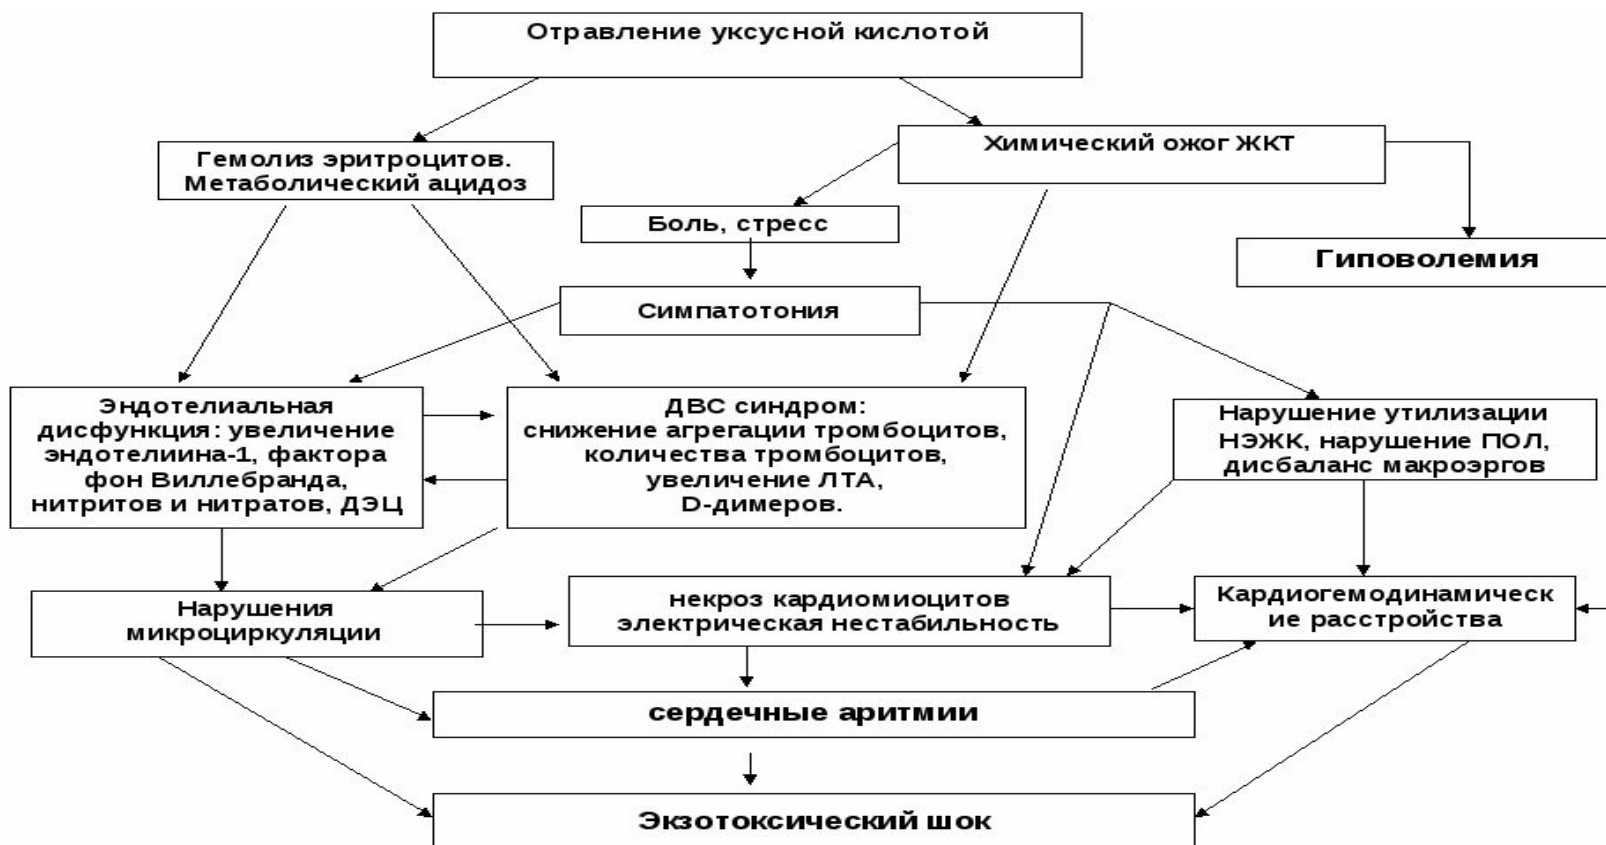 Отравление уксусной кислотой
Химический ожог ЖКТ
Гемолиз эритроцитов.
Метаболический ацидоз
Боль, стресс
Гиповолемия
Симпатотония
Эндотелиальная
дисфункция: увеличение
эндотелиина-1, фактора
фон Виллебранда,
нитритов и нитратов, ДЭЦ
ДВС синдром:
снижение агрегации тромбоцитов,
количества тромбоцитов,
увеличение ЛТА,
D-димеров.
Нарушение утилизации
НЭЖК, нарушение ПОЛ,
дисбаланс макроэргов
Нарушения
микроциркуляции
некроз кардиомиоцитов
электрическая нестабильность
Кардиогемодинамическ
ие расстройства
сердечные аритмии
Экзотоксический шок